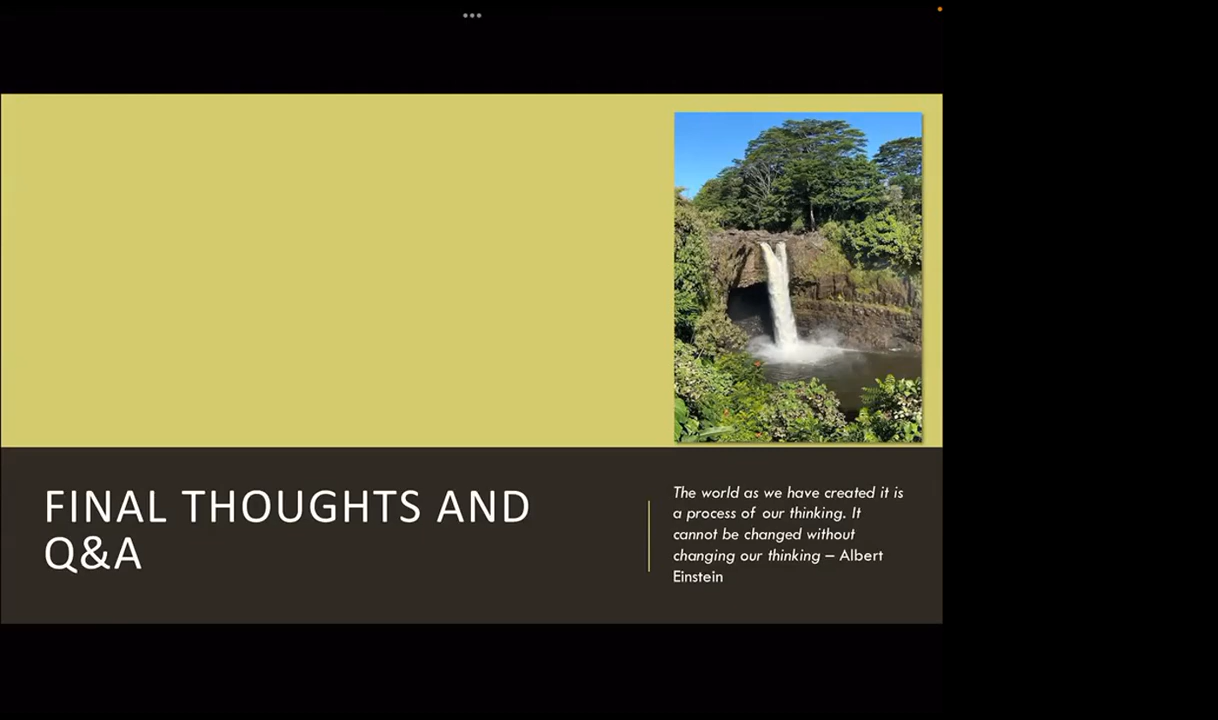 FINAL THOUGHTS AND
Q&A
The world as we have created it is
a process of our thinking. It
cannot be changed without
changing our thinking – Albert
Einstein